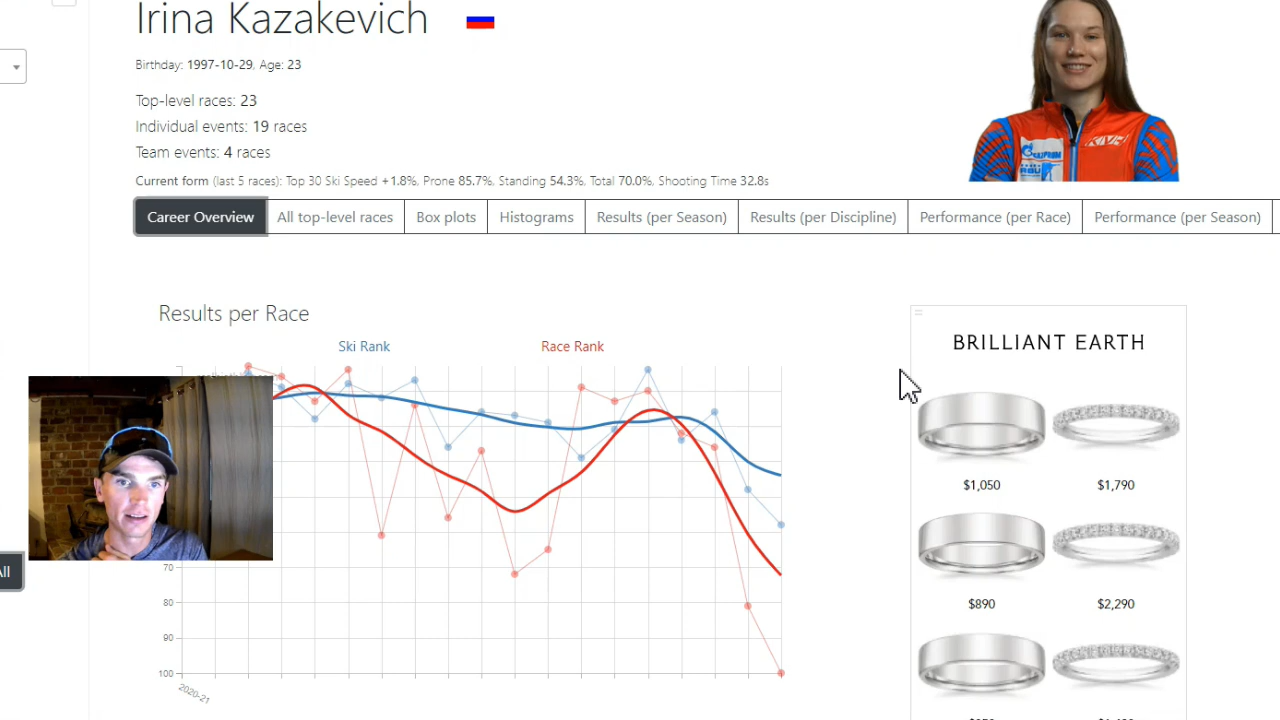 Irina Kazakevich
Birthday: 1997-10-29, Age: 23
Top-level races: 23
Individual events: 19 races
Team events: 4 races
Current form (last 5 races): Top 30 Ski Speed +1.8%, Prone 85.7%, Standing 54.3%, Total 70.0%, Shooting Time 32.8s
Career Overview All top-level races Box plots Histograms Results (per Season) Results (per Discipline) Performance (per Race) Performance (per Season)
Results per Race
Ski Rank Race Rank
70
80
90
100
2020-21
BRILLIANT EARTH
$1,050 $1,790
$890 $2,290
GAZPROM
RBU